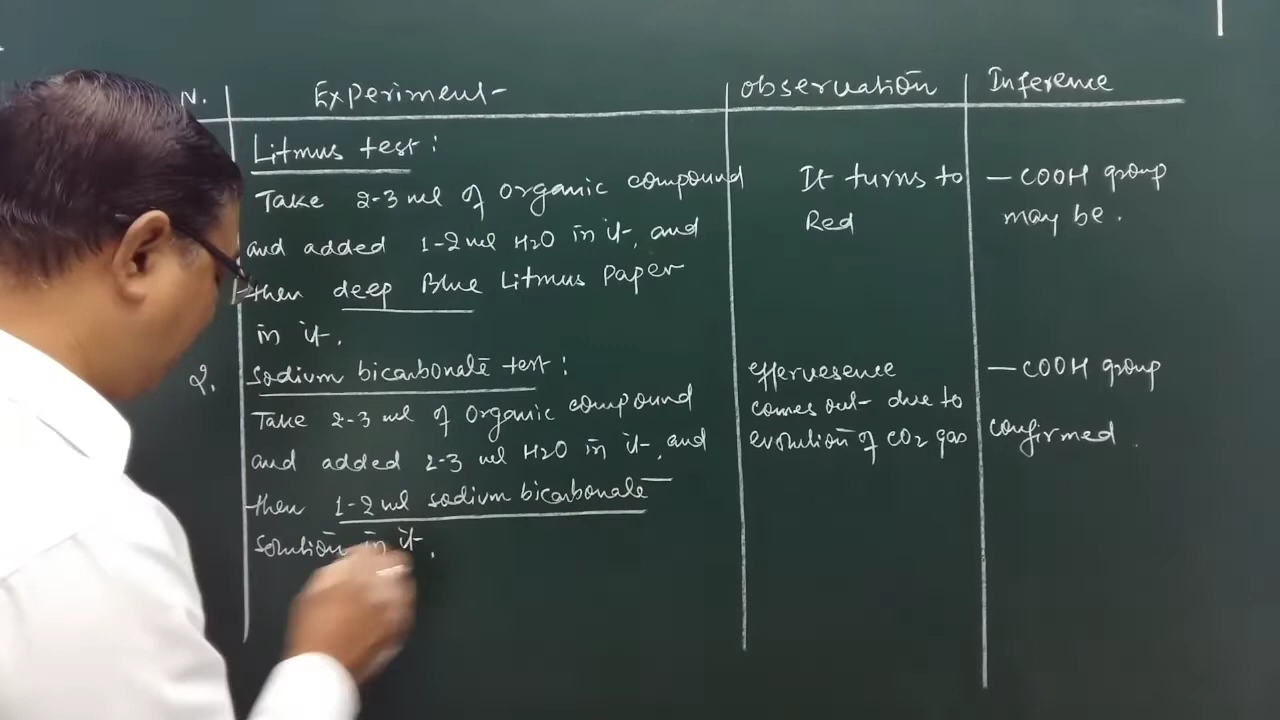 N. Experiment Observation Inference
Litmus test:
Take 2-3 ml of organic compound It turns to - COOH group
and added 1-2 ml H2O in it, and Red may be.
then deep Blue Litmus Paper
in it.
2. Sodium bicarbonate test: effervesence - COOH group
Take 2-3 ml of organic compound comes out due to
and added 2-3 ml H2O in it, and evolution of CO2 gas confirmed.
then 1-2 ml sodium bicarbonate
solution in it.